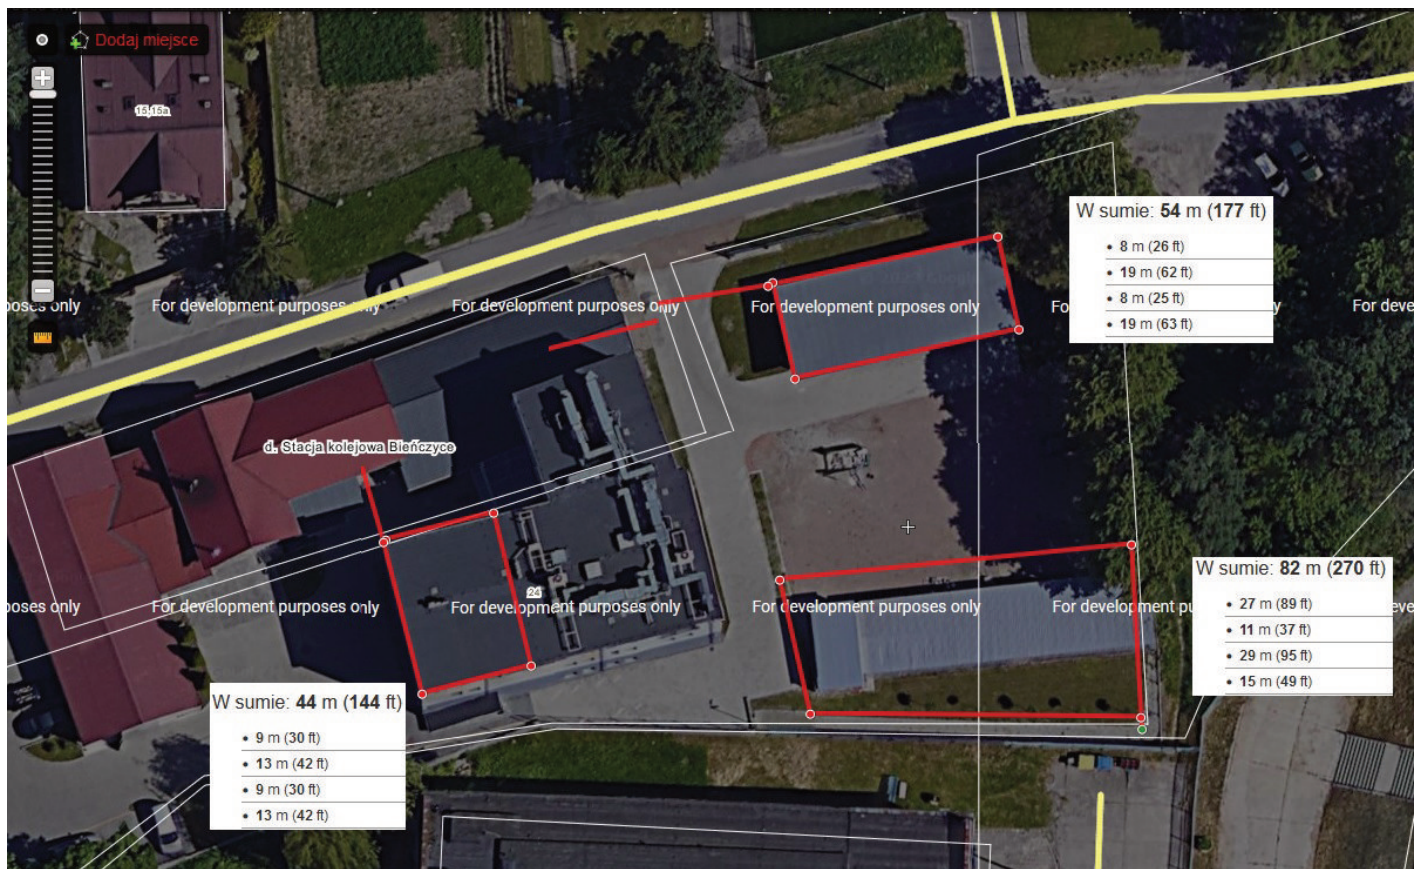 Dodaj miejsce
15,15a
W sumie: 54 m (177 ft)
• 8 m (26 ft)
• 19 m (62 ft)
• 8 m (25 ft)
• 19 m (63 ft)
poses only
For development purposes only
For development purposes only
For development purposes only
Fo
For deve
d. Stacja kolejowa Bieńczyce
W sumie: 82 m (270 ft)
• 27 m (89 ft)
• 11 m (37 ft)
• 29 m (95 ft)
• 15 m (49 ft)
24
poses only
For development purposes only
For development purposes only
For development purposes only
For development pu
eve
W sumie: 44 m (144 ft)
• 9 m (30 ft)
• 13 m (42 ft)
• 9 m (30 ft)
• 13 m (42 ft)